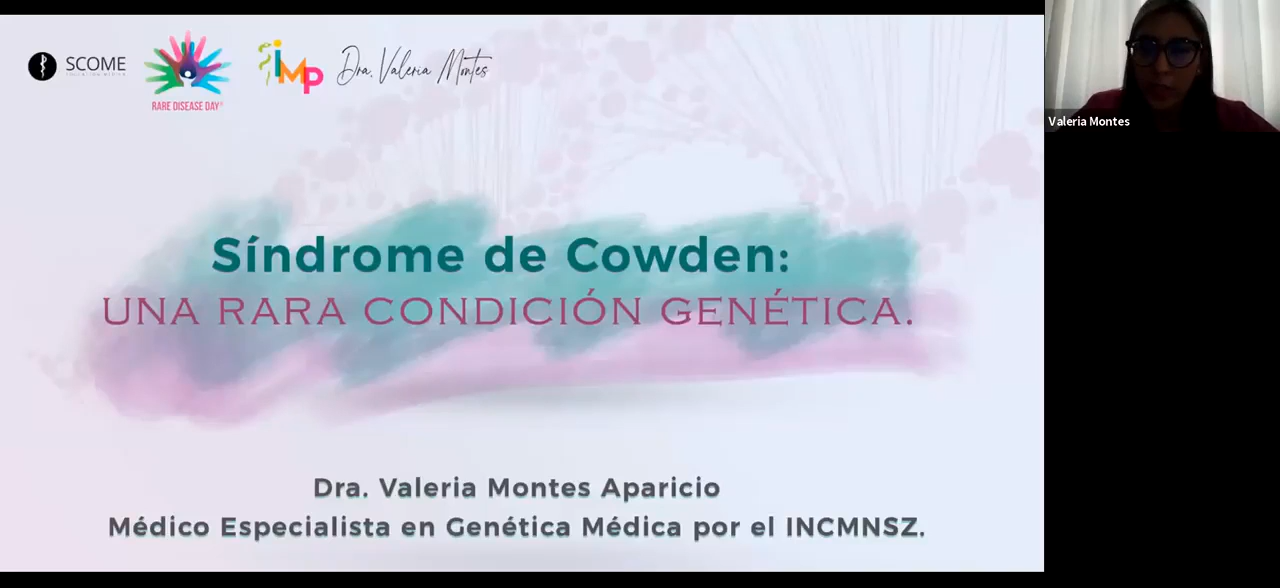 SCOME
RARE DISEASE DAY®
IMP
Dra. Valeria Montes
Valeria Montes
Síndrome de Cowden:
UNA RARA CONDICIÓN GENÉTICA.
Dra. Valeria Montes Aparicio
Médico Especialista en Genética Médica por el INCMNSZ.